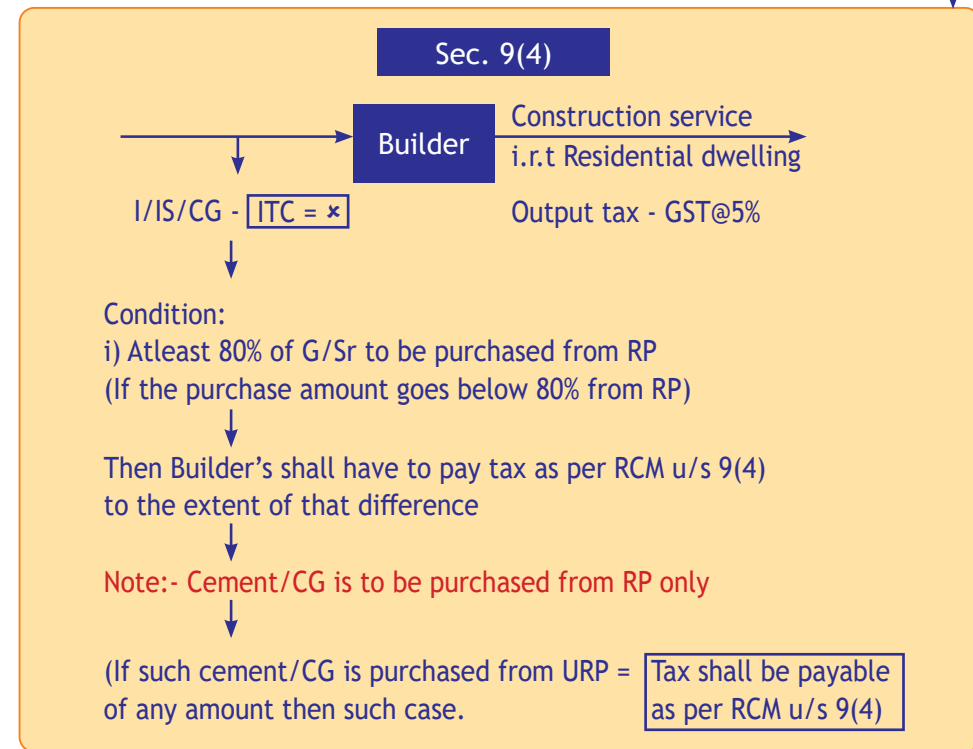 Sec. 9(4)
Construction service
Builder
i.r.t Residential dwelling
I/IS/CG - ITC = ×
Output tax - GST@5%
Condition:
i) Atleast 80% of G/Sr to be purchased from RP
(If the purchase amount goes below 80% from RP)
Then Builder's shall have to pay tax as per RCM u/s 9(4)
to the extent of that difference
Note:- Cement/CG is to be purchased from RP only
(If such cement/CG is purchased from URP = Tax shall be payable
of any amount then such case. as per RCM u/s 9(4)